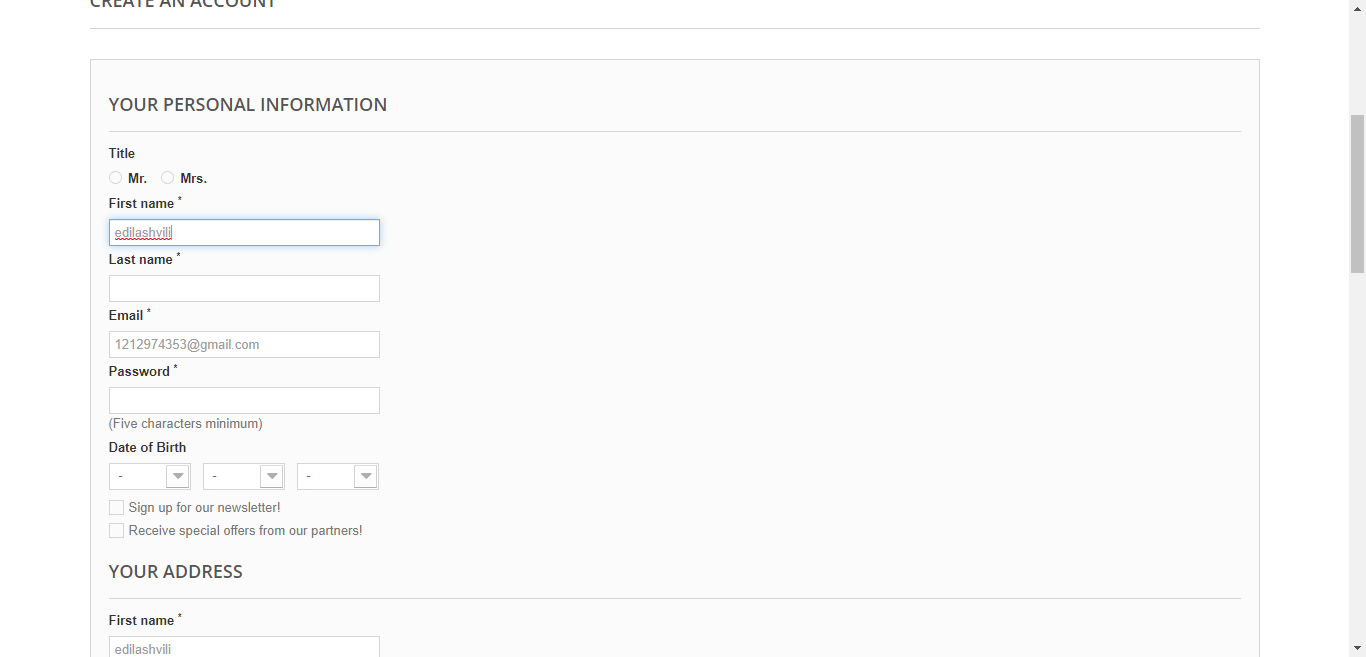 CREATE AN ACCOUNT
YOUR PERSONAL INFORMATION
Title
Mr. Mrs.
First name *
edilashvili
Last name *
Email *
1212974353@gmail.com
Password *
(Five characters minimum)
Date of Birth
- - -
Sign up for our newsletter!
Receive special offers from our partners!
YOUR ADDRESS
First name *
edilashvili